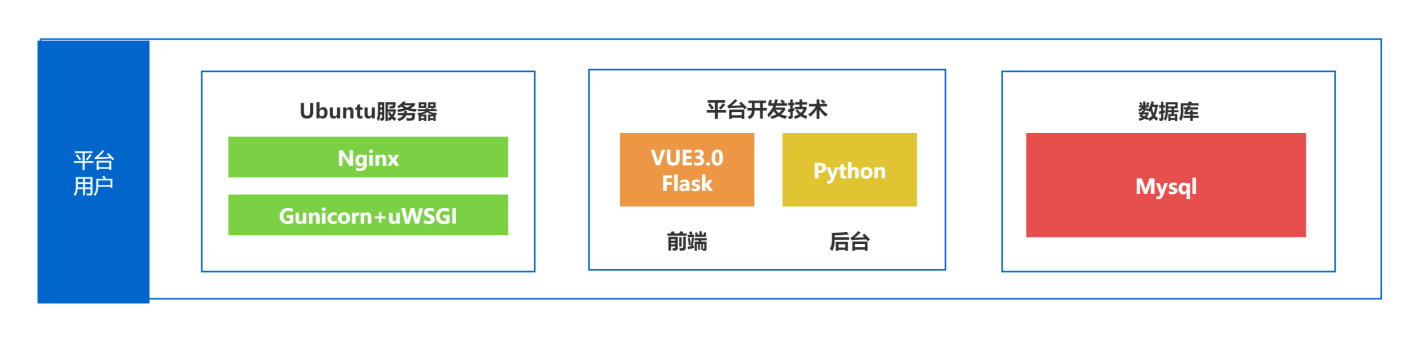 平台
用户
Ubuntu服务器
Nginx
Gunicorn+uWSGI
平台开发技术
VUE3.0
Flask
前端
Python
后台
数据库
Mysql